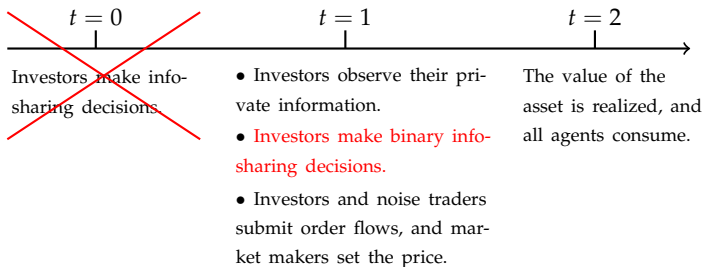 t = 0
t = 1
t = 2
Investors make info-
sharing decisions.
• Investors observe their pri-
vate information.
• Investors make binary info-
sharing decisions.
• Investors and noise traders
submit order flows, and mar-
ket makers set the price.
The value of the
asset is realized, and
all agents consume.